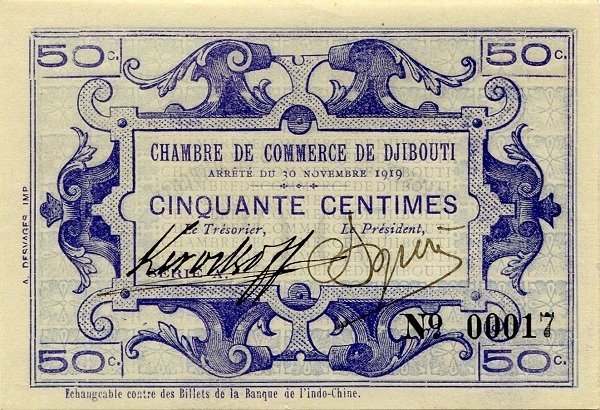 50 c. 50 c.
CHAMBRE DE COMMERCE DE DJIBOUTI
ARRÊTÉ DU 30 NOVEMBRE 1919
CINQUANTE CENTIMES
Le Trésorier, Le Président,
SÉRIE
Nº 00017
50 c. 50 c.
A. DESVAGES, IMP.
Echangeable contre des Billets de la Banque de l'Indo-Chine.